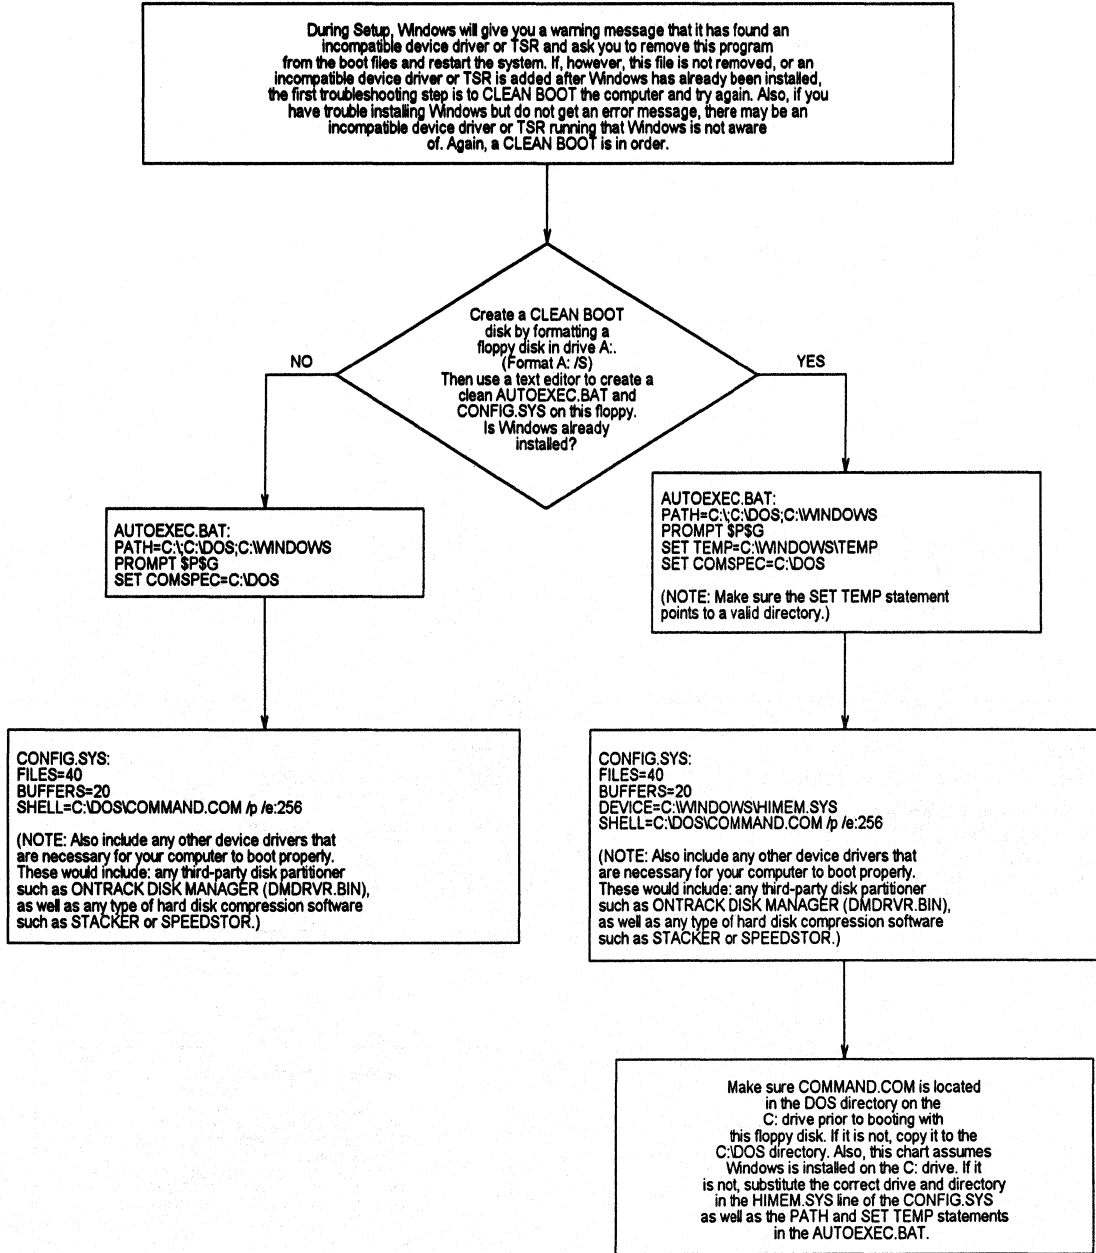 During Setup, Windows will give you a warning message that it has found an
incompatible device driver or TSR and ask you to remove this program
from the boot files and restart the system. If, however, this file is not removed, or an
incompatible device driver or TSR is added after Windows has already been installed,
the first troubleshooting step is to CLEAN BOOT the computer and try again. Also, if you
have trouble installing Windows but do not get an error message, there may be an
incompatible device driver or TSR running that Windows is not aware
of. Again, a CLEAN BOOT is in order.
Create a CLEAN BOOT
disk by formatting a
floppy disk in drive A:.
(Format A: /S)
Then use a text editor to create a
clean AUTOEXEC.BAT and
CONFIG.SYS on this floppy.
Is Windows already
installed?
NO
YES
AUTOEXEC.BAT:
PATH=C:\;C:\DOS;C:\WINDOWS
PROMPT $P$G
SET COMSPEC=C:\DOS
AUTOEXEC.BAT:
PATH=C:\;C:\DOS;C:\WINDOWS
PROMPT $P$G
SET TEMP=C:\WINDOWS\TEMP
SET COMSPEC=C:\DOS
(NOTE: Make sure the SET TEMP statement
points to a valid directory.)
CONFIG.SYS:
FILES=40
BUFFERS=20
SHELL=C:\DOS\COMMAND.COM /p /e:256
(NOTE: Also include any other device drivers that
are necessary for your computer to boot properly.
These would include: any third-party disk partitioner
such as ONTRACK DISK MANAGER (DMDRVR.BIN),
as well as any type of hard disk compression software
such as STACKER or SPEEDSTOR.)
CONFIG.SYS:
FILES=40
BUFFERS=20
DEVICE=C:\WINDOWS\HIMEM.SYS
SHELL=C:\DOS\COMMAND.COM /p /e:256
(NOTE: Also include any other device drivers that
are necessary for your computer to boot properly.
These would include: any third-party disk partitioner
such as ONTRACK DISK MANAGER (DMDRVR.BIN),
as well as any type of hard disk compression software
such as STACKER or SPEEDSTOR.)
Make sure COMMAND.COM is located
in the DOS directory on the
C: drive prior to booting with
this floppy disk. If it is not, copy it to the
C:\DOS directory. Also, this chart assumes
Windows is installed on the C: drive. If it
is not, substitute the correct drive and directory
in the HIMEM.SYS line of the CONFIG.SYS
as well as the PATH and SET TEMP statements
in the AUTOEXEC.BAT.